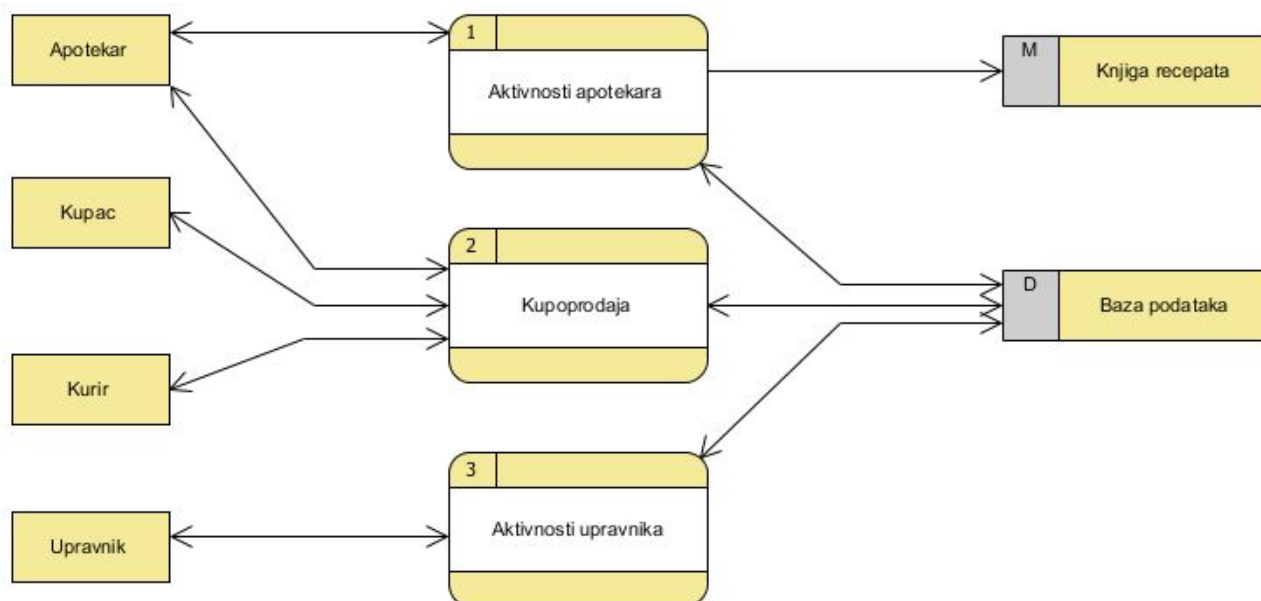 Apotekar
1
Aktivnosti apotekara
M
Knjiga recepata
Kupac
2
Kupoprodaja
D
Baza podataka
Kurir
3
Aktivnosti upravnika
Upravnik